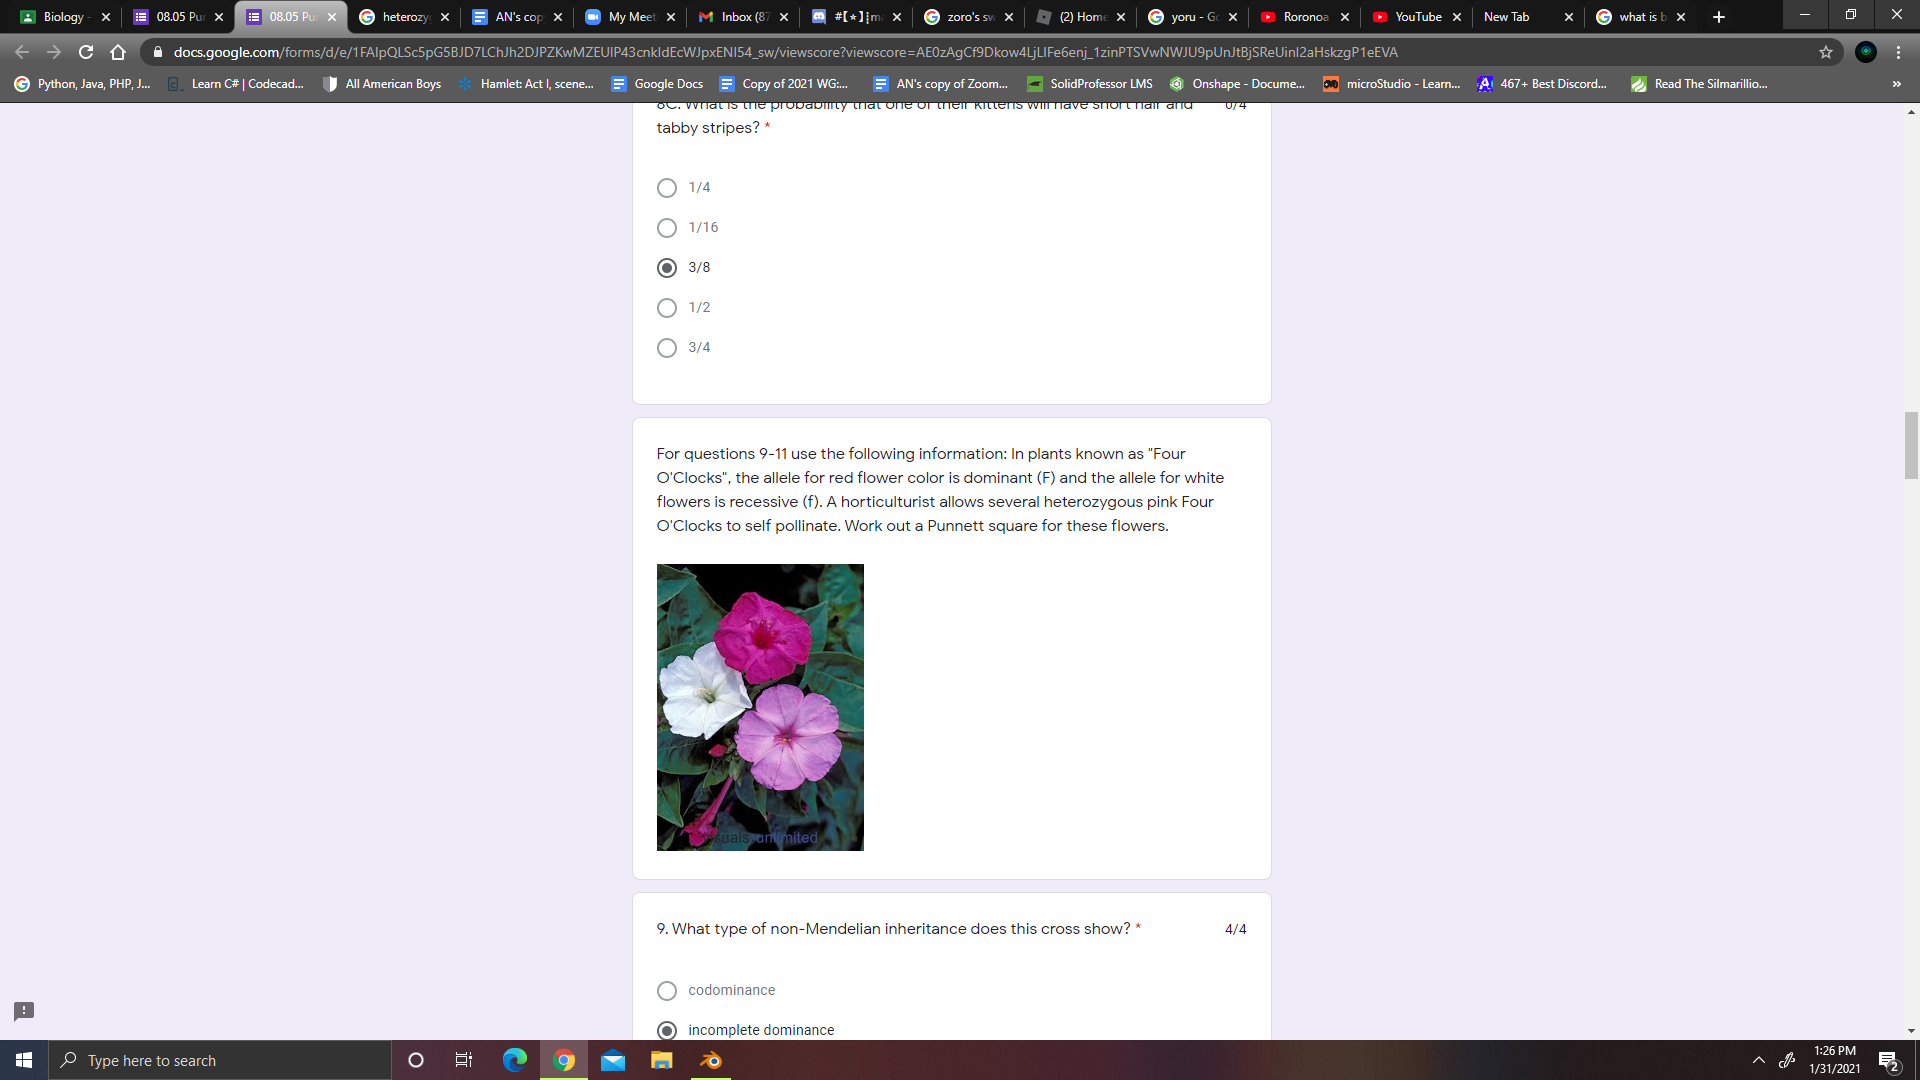 Biology -
08.05 Pu
08.05 Pu
heterozy
AN's cop
My Meet
Inbox (87
zoro's sw
(2) Home
yoru - Go
Roronoa
YouTube
New Tab
what is b
docs.google.com/forms/d/e/1FAIpQLSc5pG5BJD7LChJh2DJPZKwMZEUlP43cnkIdEcWJpxENI54_sw/viewscore?viewscore=AE0zAgCf9Dkow4LjLIFe6enj_1zinPTSVwNWJU9pUnJtBjSReUinI2aHskzgP1eEVA
Python, Java, PHP, J...
Learn C# | Codecad...
All American Boys
Hamlet: Act I, scene...
Google Docs
Copy of 2021 WG:...
AN's copy of Zoom...
SolidProfessor LMS
Onshape - Docume...
microStudio - Learn...
467+ Best Discord...
Read The Silmarillio...
»
8C. What is the probability that one of their kittens will have short hair and 0/4
tabby stripes? *
1/4
1/16
3/8
1/2
3/4
For questions 9-11 use the following information: In plants known as "Four
O'Clocks", the allele for red flower color is dominant (F) and the allele for white
flowers is recessive (f). A horticulturist allows several heterozygous pink Four
O'Clocks to self pollinate. Work out a Punnett square for these flowers.
visuals unlimited
9. What type of non-Mendelian inheritance does this cross show? * 4/4
codominance
incomplete dominance
Type here to search
1:26 PM
1/31/2021
2